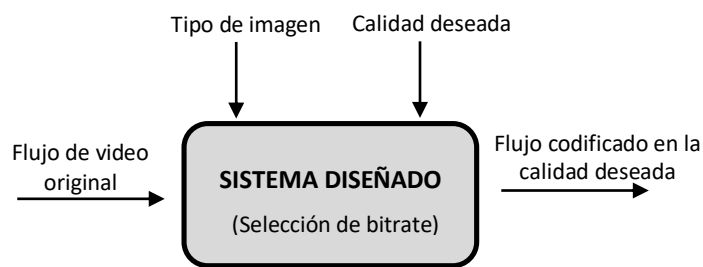 Tipo de imagen
Calidad deseada
Flujo de video
original
SISTEMA DISEÑADO
(Selección de bitrate)
Flujo codificado en la
calidad deseada